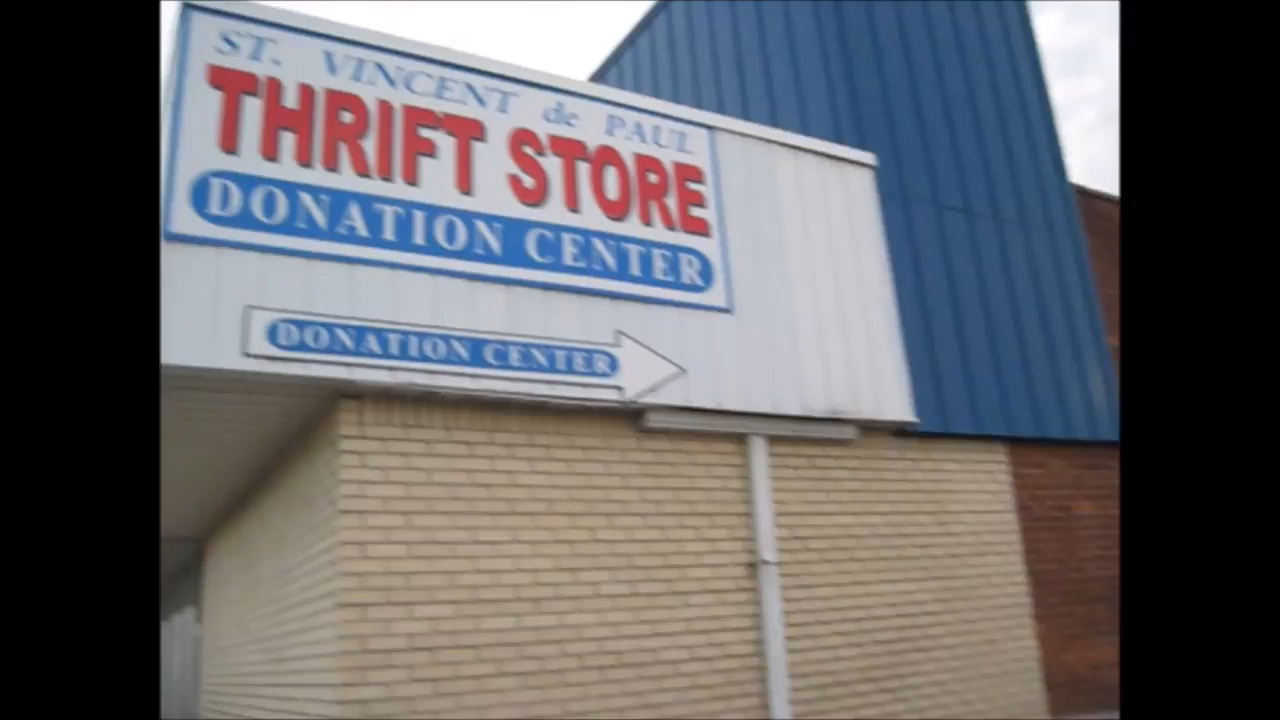 ST. VINCENT de PAUL
THRIFT STORE
DONATION CENTER
DONATION CENTER